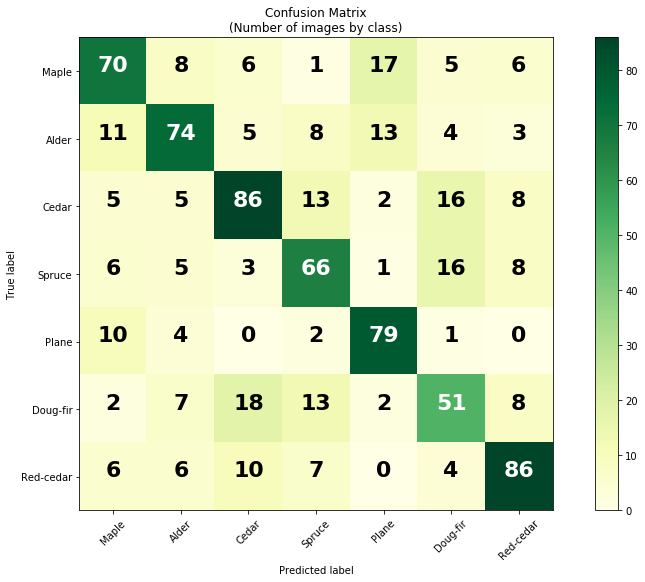 Confusion Matrix
(Number of images by class)
Maple 70 8 6 1 17 5 6
Alder 11 74 5 8 13 4 3
Cedar 5 5 86 13 2 16 8
Spruce 6 5 3 66 1 16 8
Plane 10 4 0 2 79 1 0
Doug-fir 2 7 18 13 2 51 8
Red-cedar 6 6 10 7 0 4 86
Maple Alder Cedar Spruce Plane Doug-fir Red-cedar
Predicted label
True label
80
70
60
50
40
30
20
10
0